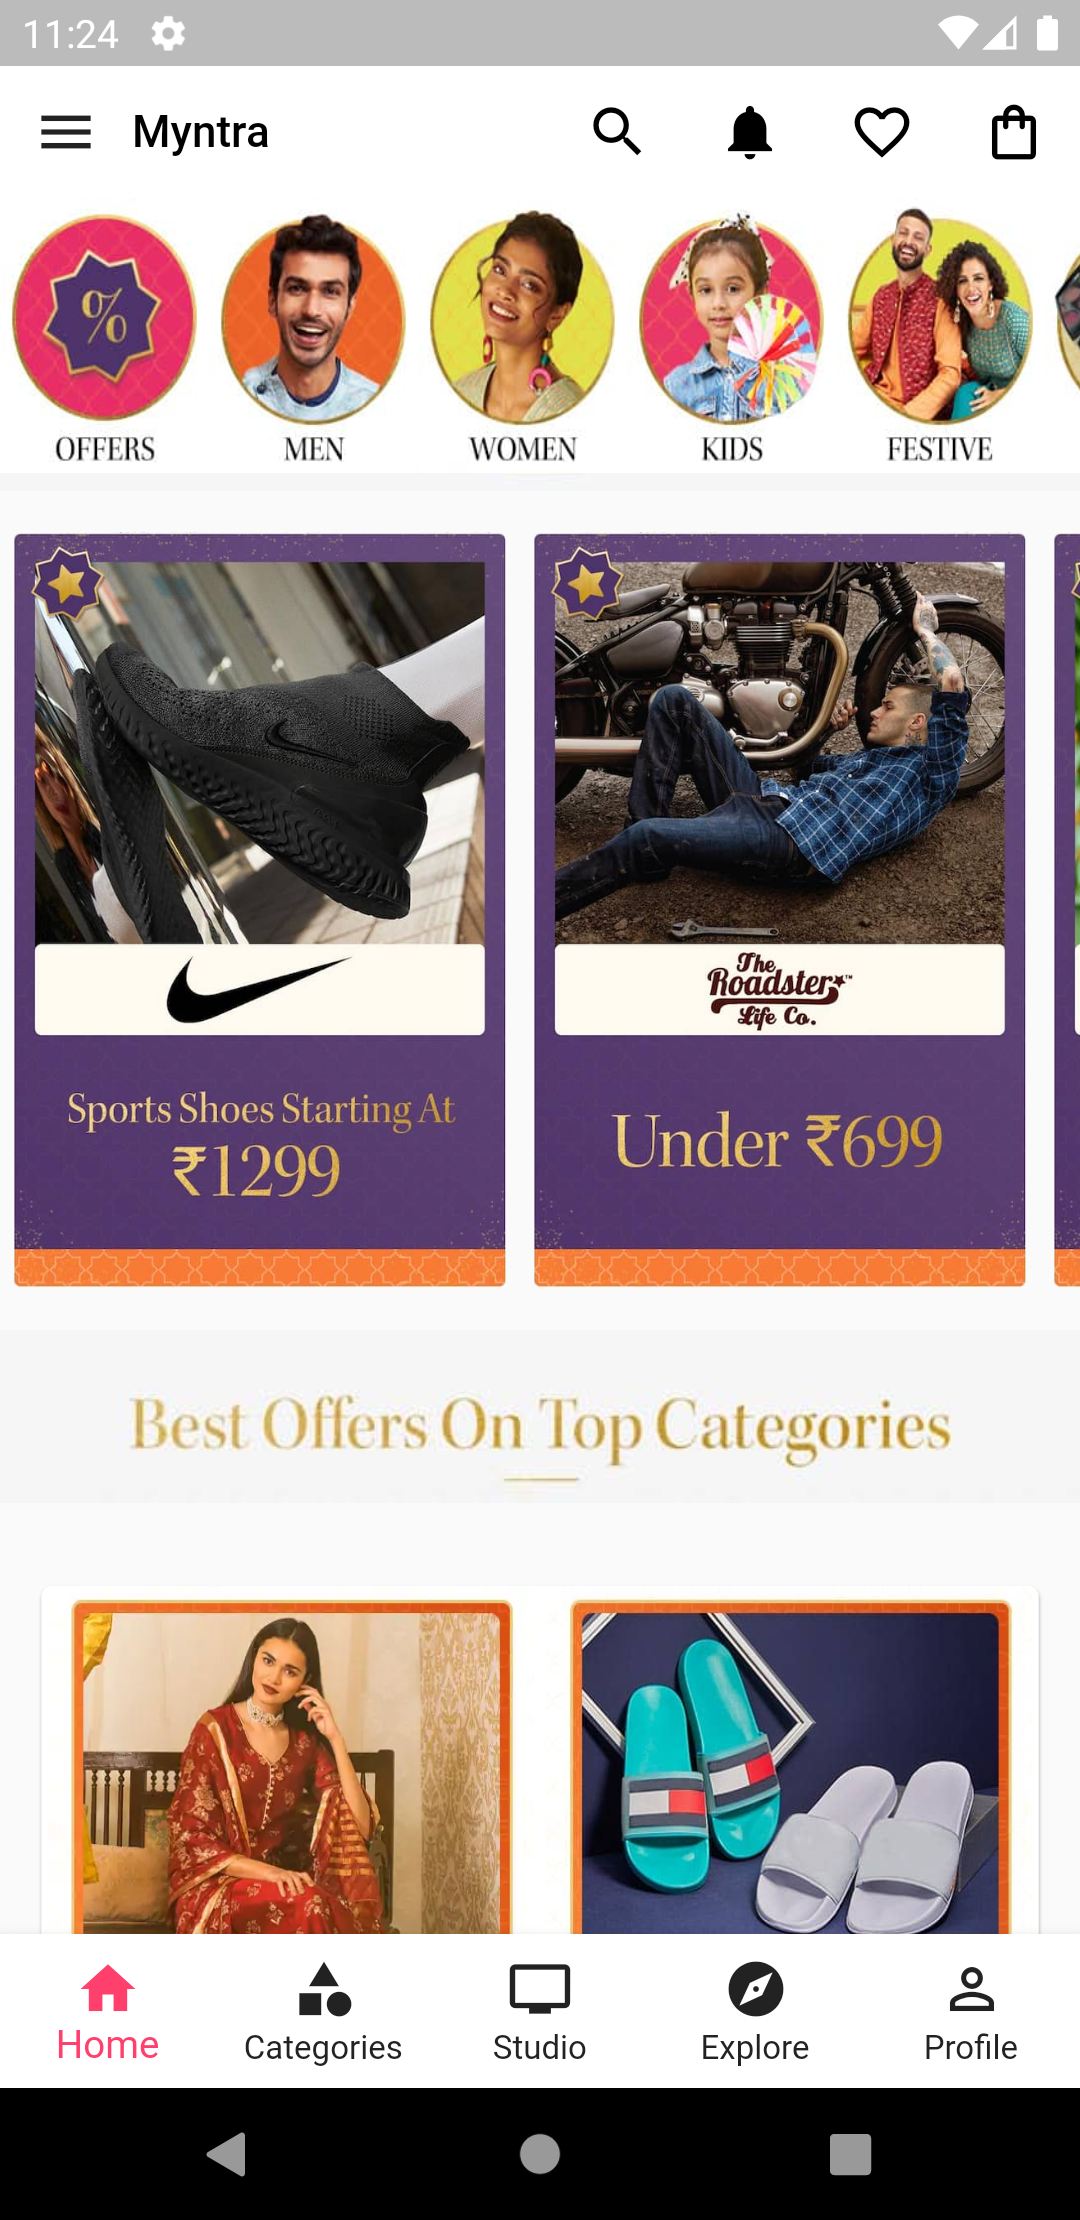 11:24
Myntra
%
OFFERS
MEN
WOMEN
KIDS
FESTIVE
Sports Shoes Starting At
₹1299
The
Roadster™
Life Co.
Under ₹699
Best Offers On Top Categories
Home
Categories
Studio
Explore
Profile